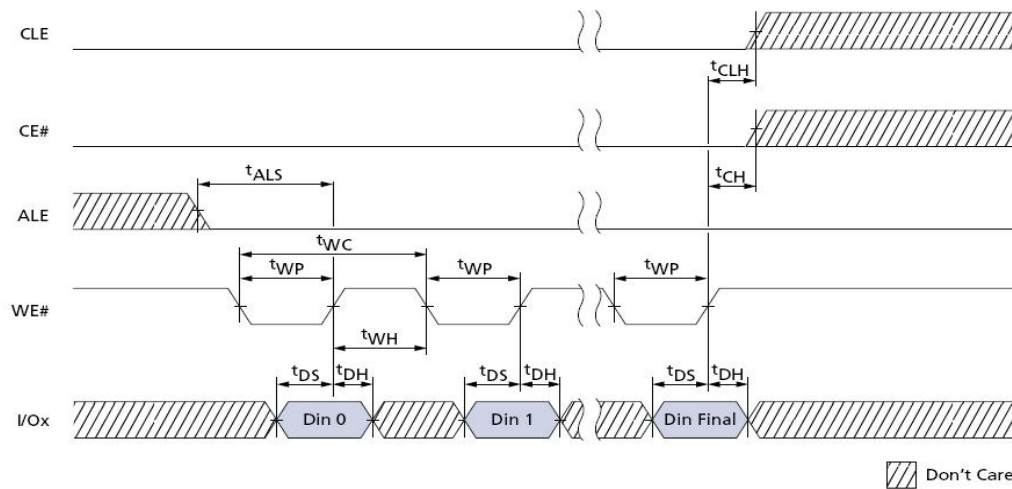 CLE
tCLH
CE#
tCH
tALS
ALE
tWC
tWP tWP tWP
WE#
tWH
tDS tDH tDS tDH tDS tDH
I/Ox Din 0 Din 1 Din Final
Don't Care